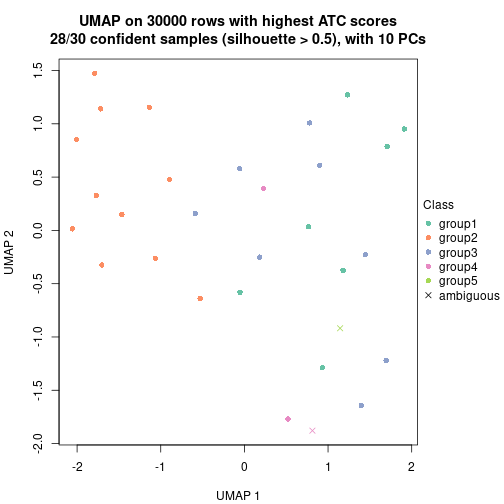 UMAP on 30000 rows with highest ATC scores
28/30 confident samples (silhouette > 0.5), with 10 PCs
1.5
1.0
0.5
0.0
-0.5
-1.0
-1.5
-2.0
UMAP 2
-2
-1
0
1
2
UMAP 1
Class
group1
group2
group3
group4
group5
ambiguous